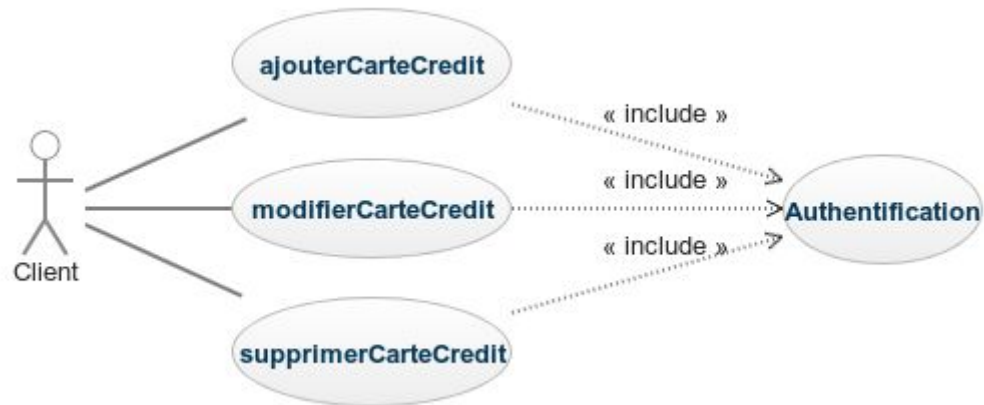 ajouterCarteCredit
« include »
« include »
modifierCarteCredit
Authentification
« include »
Client
supprimerCarteCredit